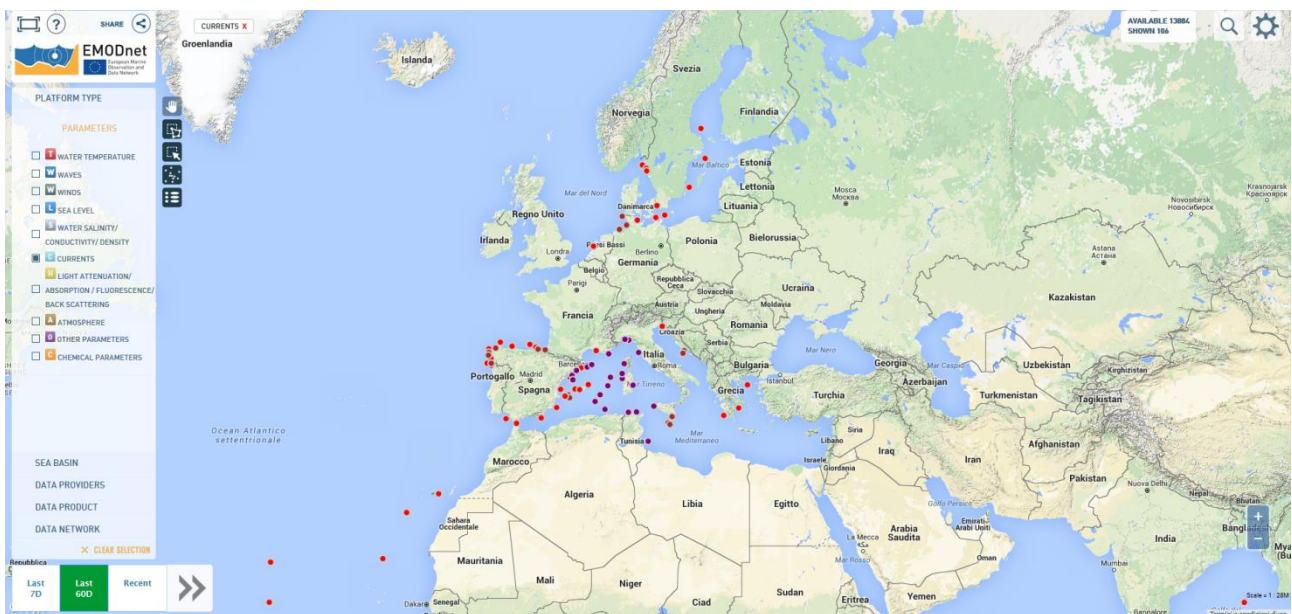 SHARE
EMODnet
European Marine
Observation and
Data Network
CURRENTS X
AVAILABLE 13084
SHOWN 106
PLATFORM TYPE
PARAMETERS
T WATER TEMPERATURE
W WAVES
W WINDS
L SEA LEVEL
S WATER SALINITY/
CONDUCTIVITY/ DENSITY
C CURRENTS
LIGHT ATTENUATION/
ABSORPTION / FLUORESCENCE/
BACK SCATTERING
A ATMOSPHERE
O OTHER PARAMETERS
C CHEMICAL PARAMETERS
SEA BASIN
DATA PROVIDERS
DATA PRODUCT
DATA NETWORK
X CLEAR SELECTION
Last
7D
Last
60D
Recent
Groenlandia
Islanda
Svezia
Norvegia
Finlandia
Estonia
Mar Baltico
Lettonia
Mar del Nord
Danimarca
Lituania
Mosca
Москва
Novosibirsk
Новосибирск
Krasnojarsk
Красноярск
Regno Unito
Irlanda
Londra
Paesi Bassi
Berlino
Polonia
Bielorussia
Belgio
Germania
Parigi
Repubblica
Ceca
Slovacchia
Ucraina
Astana
Астана
Kazakistan
Francia
Austria
Ungheria
Moldavia
Croazia
Romania
Serbia
Italia
Roma
Bulgaria
Mar Nero
Georgia
Mar Caspio
Uzbekistan
Kirghizistan
Portogallo
Madrid
Spagna
Mar Tirreno
Grecia
Istanbul
Turchia
Azerbaijan
Turkmenistan
Tagikistan
Ocean Atlantico
settentrionale
Tunisia
Mar
Mediterraneo
Siria
Libano
Israele
Giordania
Iraq
Iran
Afghanistan
Pakistan
Marocco
Algeria
Libia
Egitto
Golfo Persico
Nuova Delhi
Nepal
Bhutan
Sahara
Occidentale
Arabia
Saudita
Emirati
Arabi Uniti
La Mecca
مكة
Mar Rosso
Oman
India
Mumbai
Mauritania
Mali
Niger
Ciad
Sudan
Eritrea
Yemen
Dakar
Senegal
Bangalore
Scale = 1 : 28M